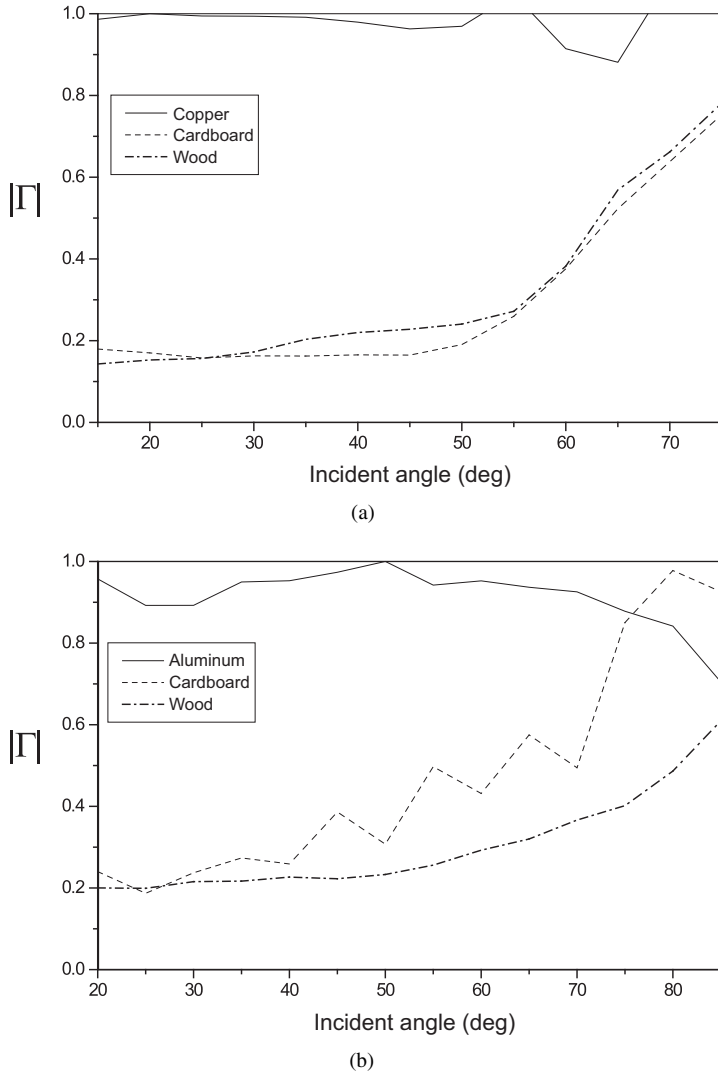 1.0
0.8
0.6
0.4
0.2
0.0
|Γ|
Copper
Cardboard
Wood
20 30 40 50 60 70
Incident angle (deg)
(a)
1.0
0.8
0.6
0.4
0.2
0.0
|Γ|
Aluminum
Cardboard
Wood
20 30 40 50 60 70 80
Incident angle (deg)
(b)